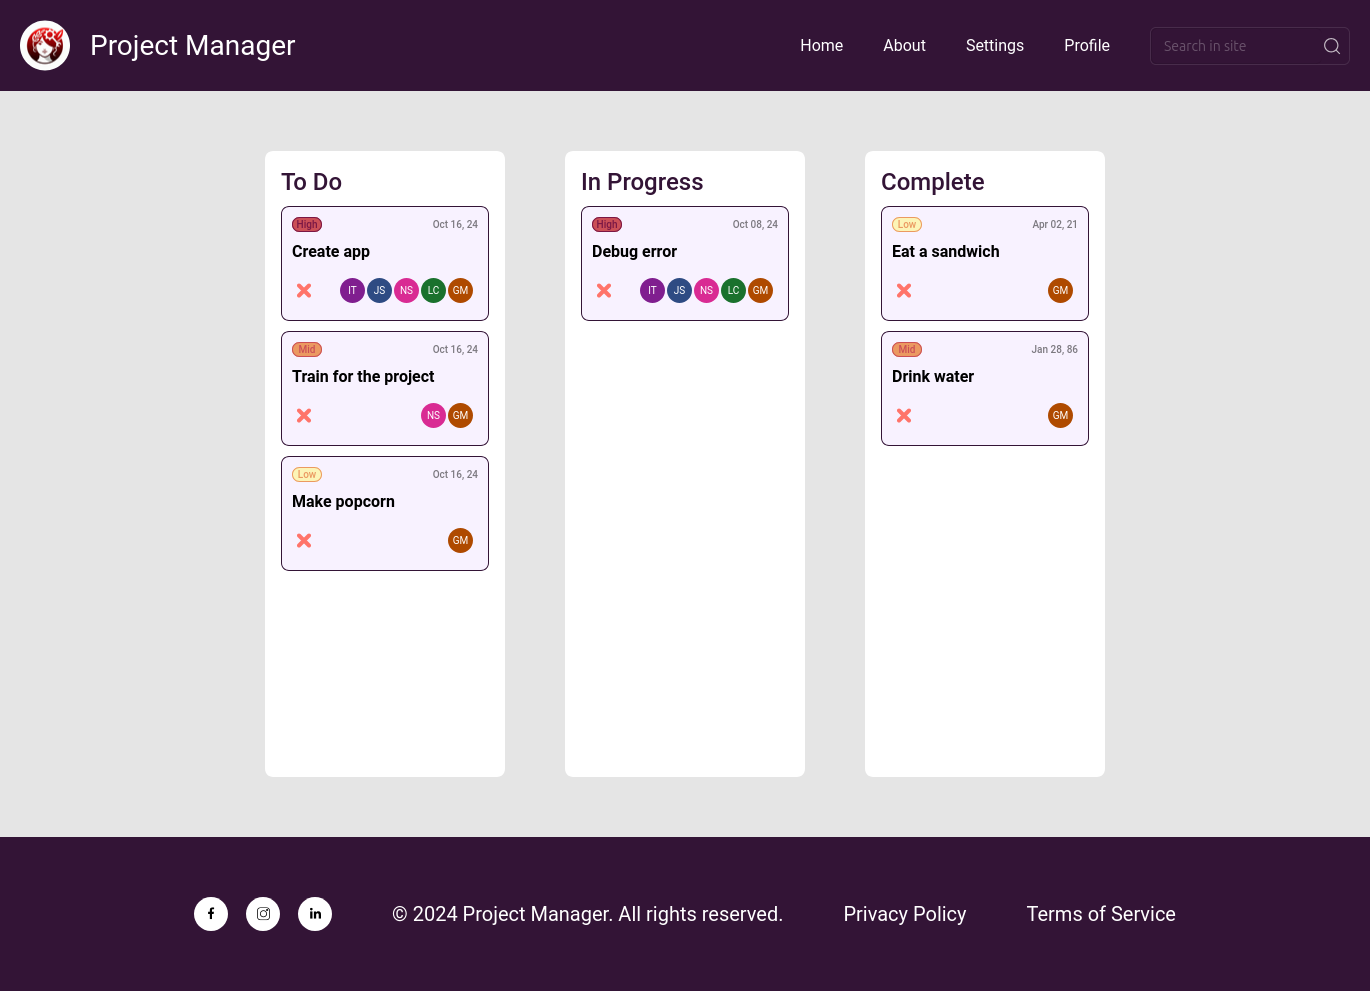 Project Manager
Home About Settings Profile
Search in site
To Do
High Oct 16, 24
Create app
IT JS NS LC GM
Mid Oct 16, 24
Train for the project
NS GM
Low Oct 16, 24
Make popcorn
GM
In Progress
High Oct 08, 24
Debug error
IT JS NS LC GM
Complete
Low Apr 02, 21
Eat a sandwich
GM
Mid Jan 28, 86
Drink water
GM
© 2024 Project Manager. All rights reserved. Privacy Policy Terms of Service